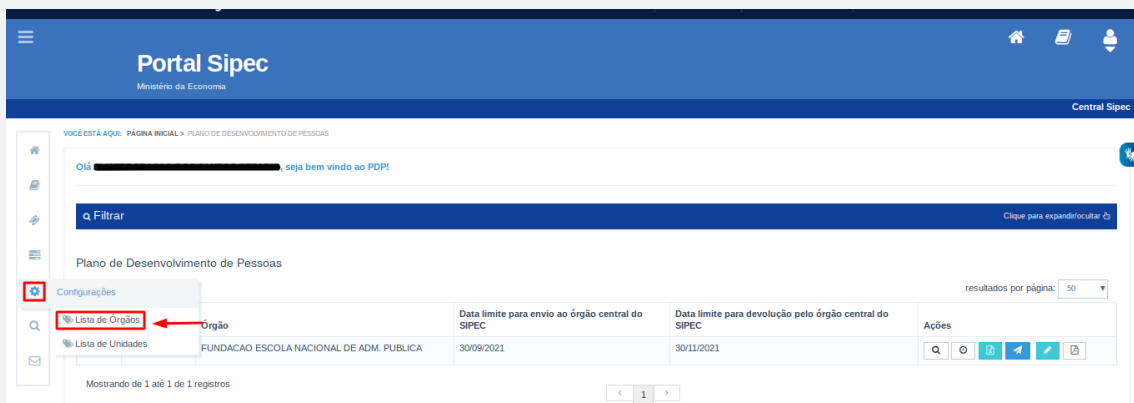 Portal Sipec
Ministério da Economia
Central Sipec
VOCÊ ESTÁ AQUI: PÁGINA INICIAL > PLANO DE DESENVOLVIMENTO DE PESSOAS
Olá , seja bem vindo ao PDP!
Filtrar
Clique para expandir/ocultar
Plano de Desenvolvimento de Pessoas
resultados por página: 50
Configurações
Lista de Órgãos
Lista de Unidades
Órgão
Data limite para envio ao órgão central do
SIPEC
Data limite para devolução pelo órgão central do
SIPEC
Ações
FUNDACAO ESCOLA NACIONAL DE ADM. PUBLICA
30/09/2021
30/11/2021
Mostrando de 1 até 1 de 1 registros
< 1 >